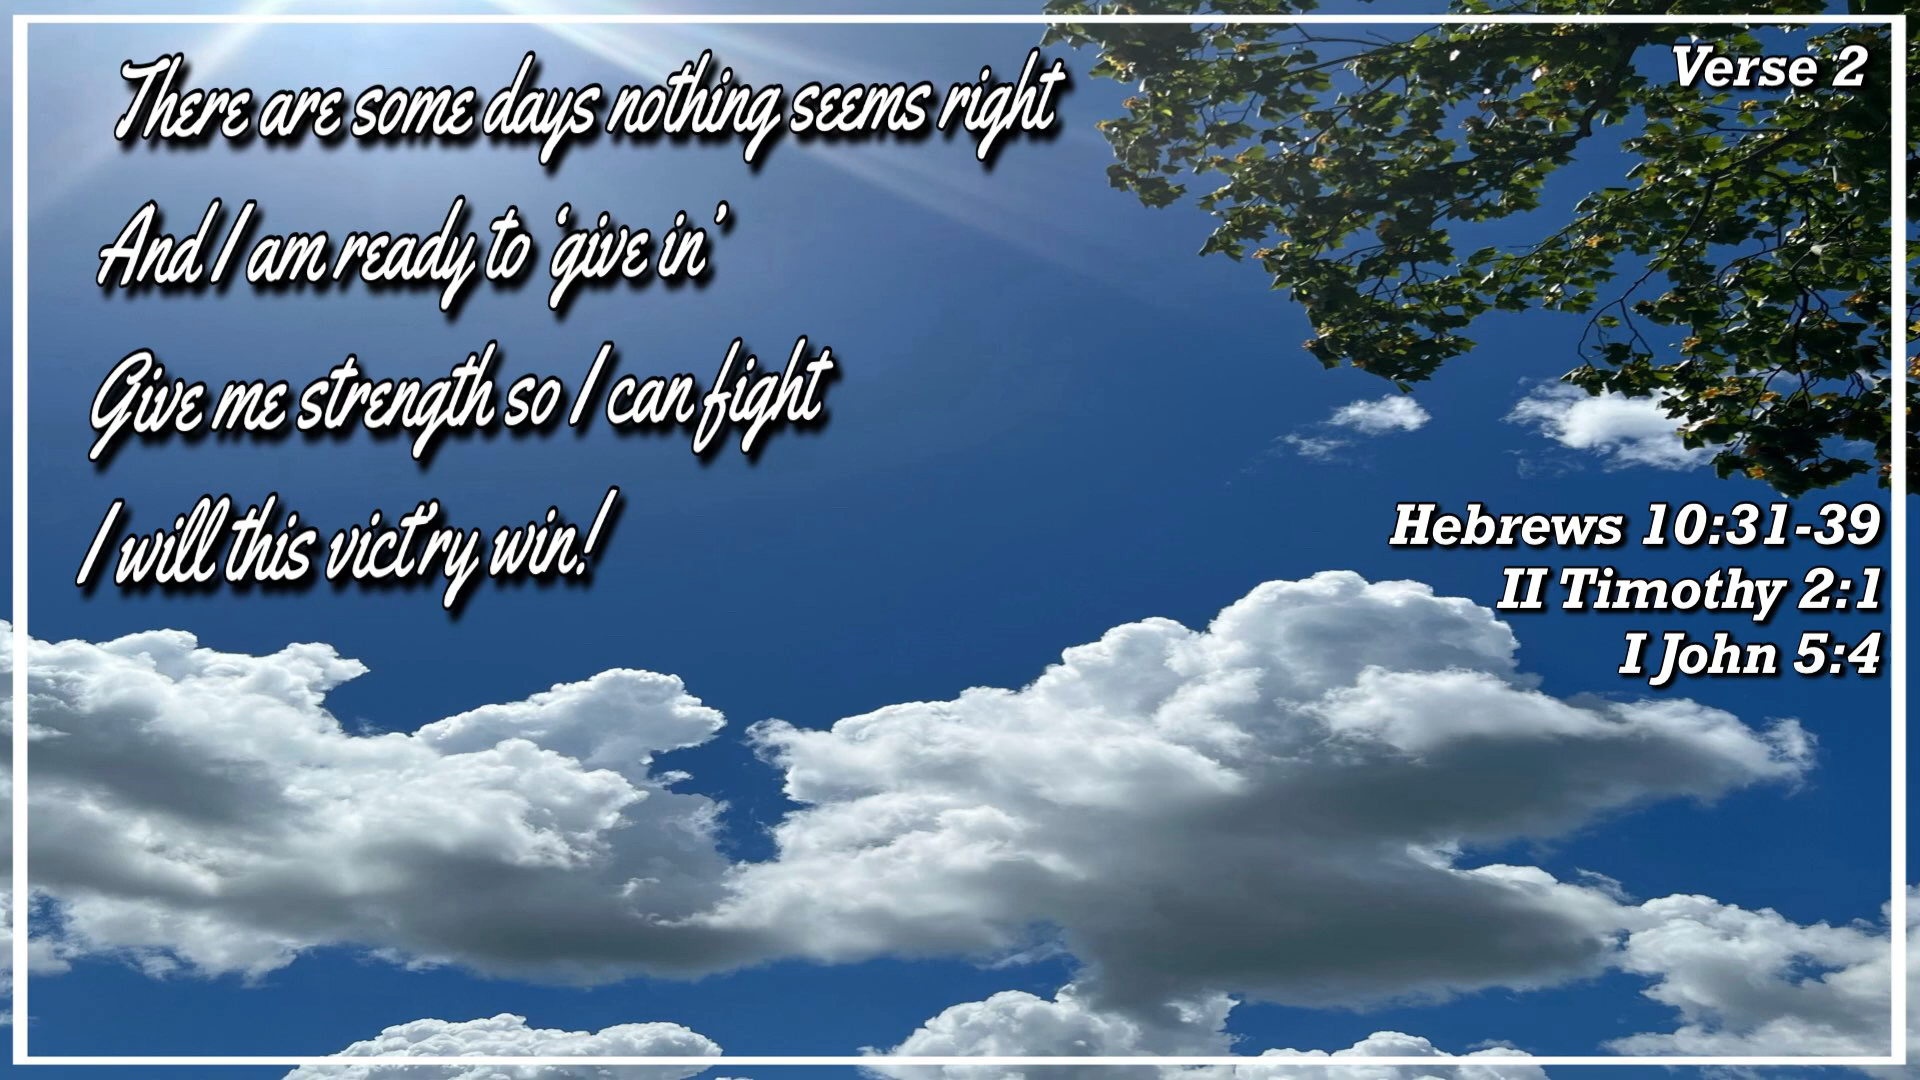 Verse 2
There are some days nothing seems right
And I am ready to ‘give in’
Give me strength so I can fight
I will this vict'ry win!
Hebrews 10:31-39
II Timothy 2:1
I John 5:4